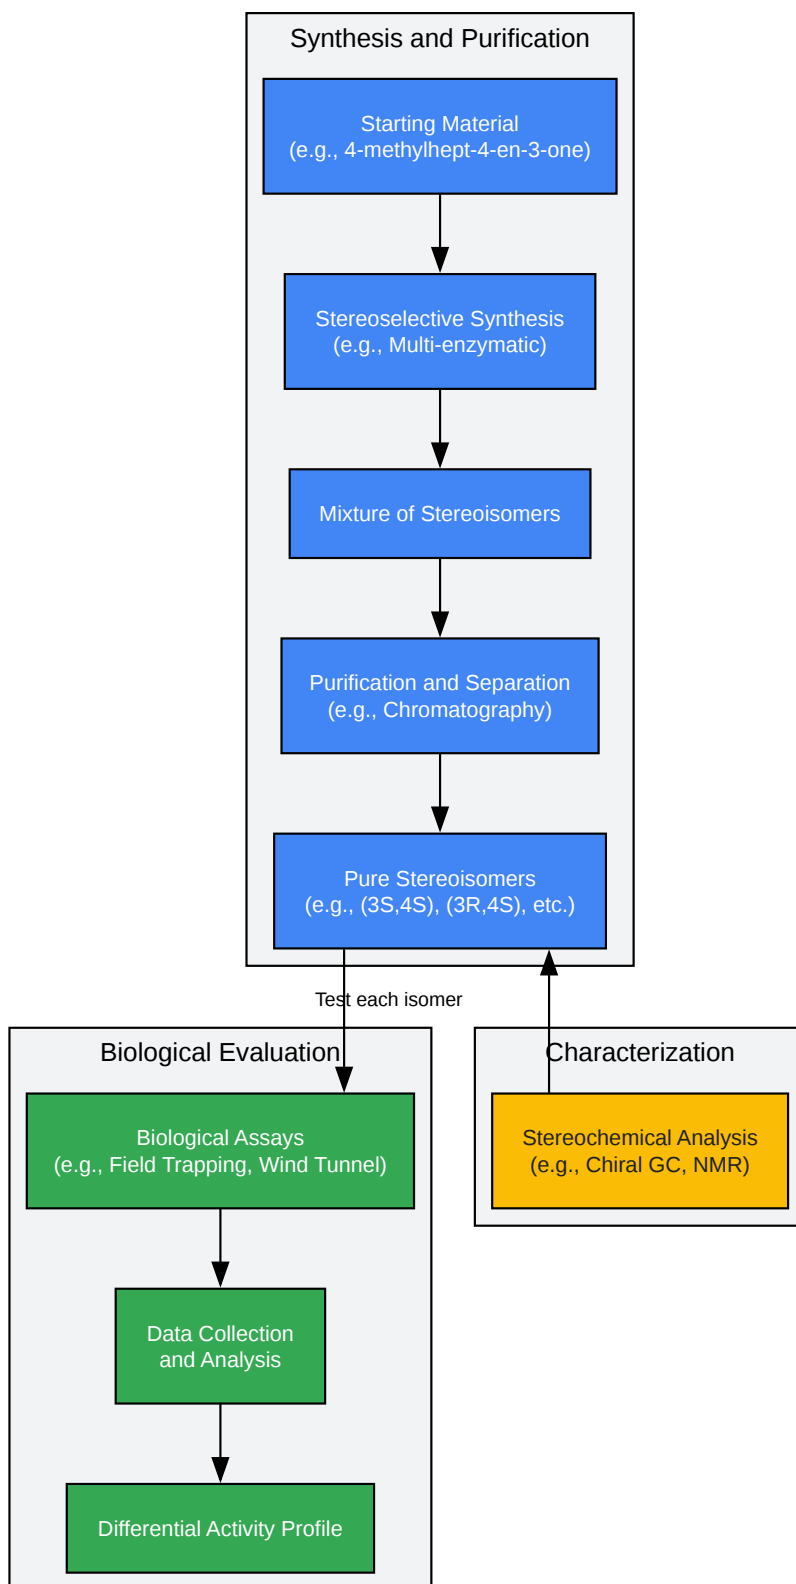 Synthesis and Purification
Starting Material
(e.g., 4-methylhept-4-en-3-one)
Stereoselective Synthesis
(e.g., Multi-enzymatic)
Mixture of Stereoisomers
Purification and Separation
(e.g., Chromatography)
Pure Stereoisomers
(e.g., (3S,4S), (3R,4S), etc.)
Test each isomer
Biological Evaluation
Biological Assays
(e.g., Field Trapping, Wind Tunnel)
Data Collection
and Analysis
Differential Activity Profile
Characterization
Stereochemical Analysis
(e.g., Chiral GC, NMR)